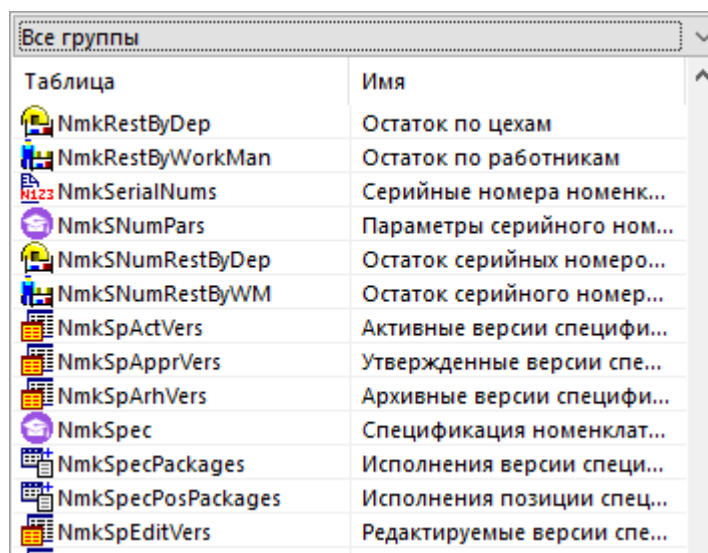 Все группы
Таблица Имя
NmkRestByDep Остаток по цехам
NmkRestByWorkMan Остаток по работникам
NmkSerialNums Серийные номера номенк...
NmkSNumPars Параметры серийного ном...
NmkSNumRestByDep Остаток серийных номеро...
NmkSNumRestByWM Остаток серийного номер...
NmkSpActVers Активные версии специфи...
NmkSpApprVers Утвержденные версии спе...
NmkSpArhVers Архивные версии специфи...
NmkSpec Спецификация номенклат...
NmkSpecPackages Исполнения версии специ...
NmkSpecPosPackages Исполнения позиции спец...
NmkSpEditVers Редактируемые версии спе...